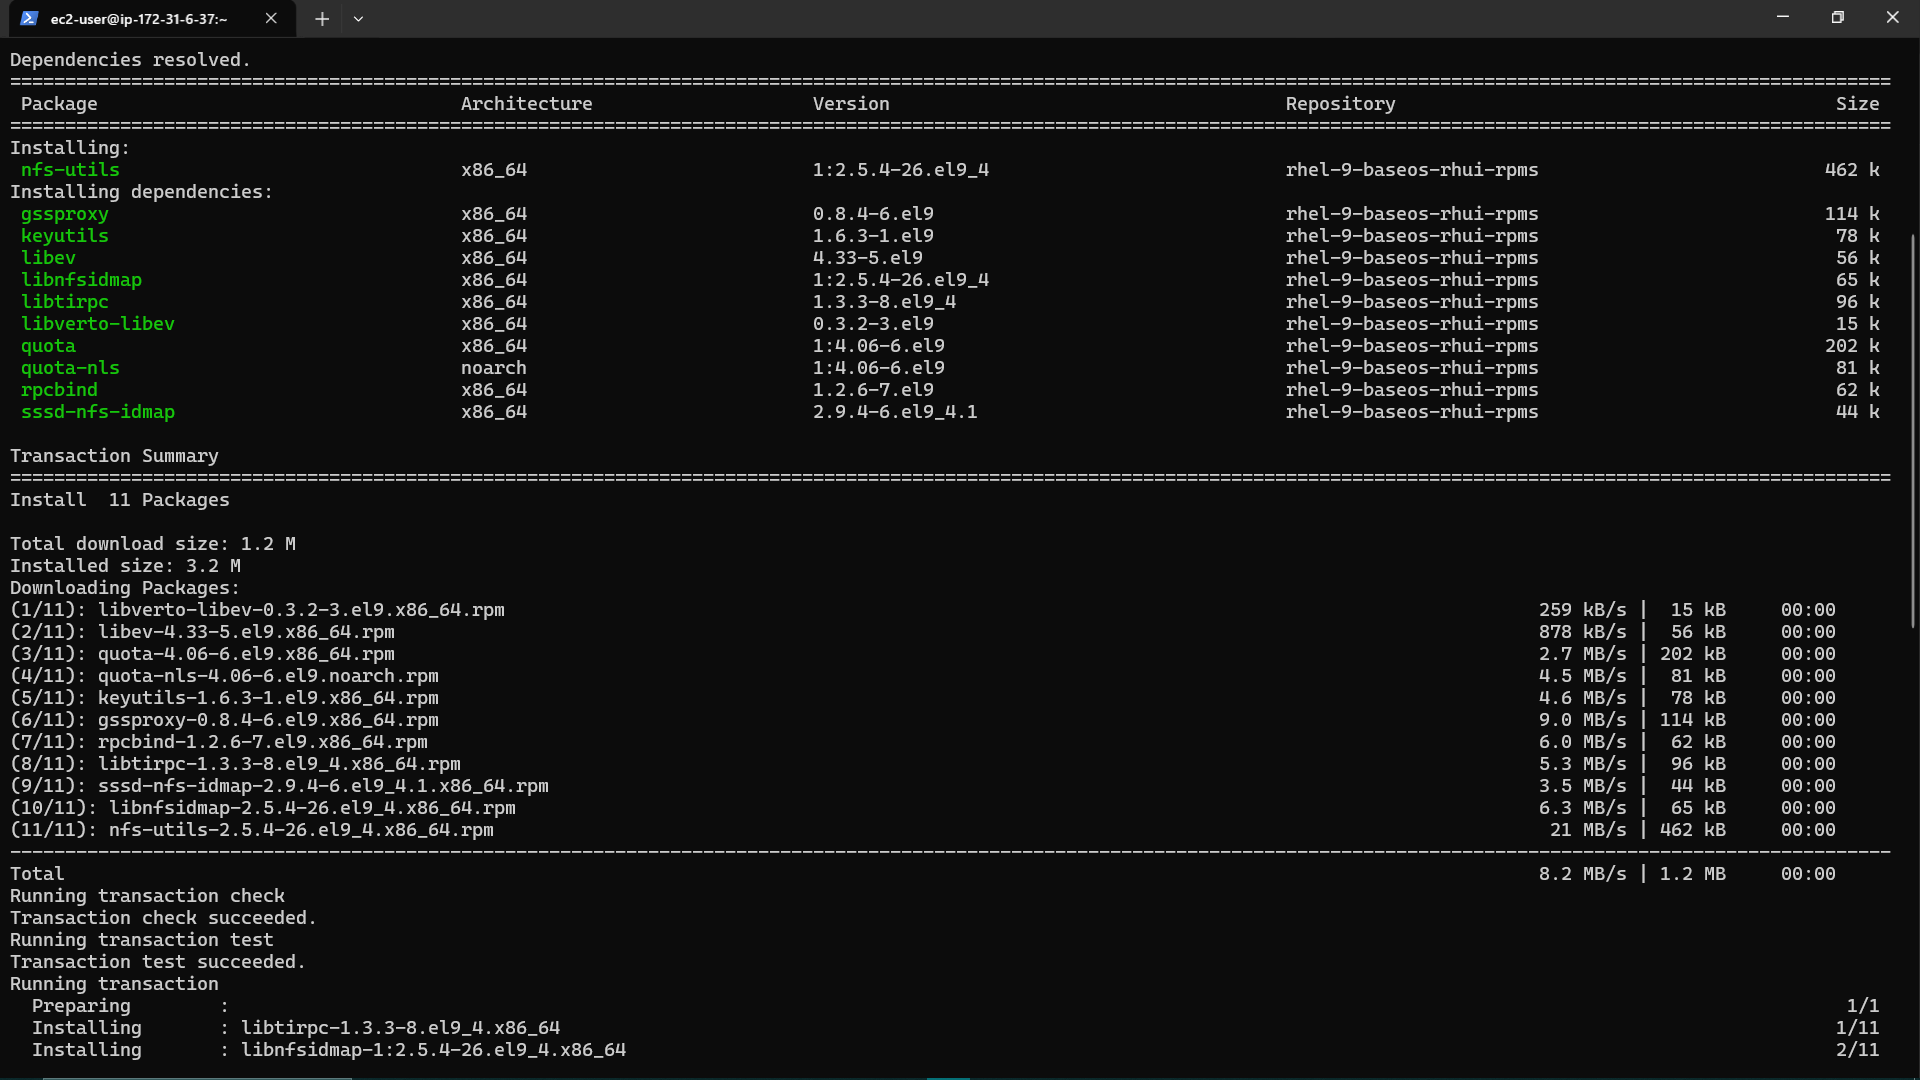 ec2-user@ip-172-31-6-37:~
Dependencies resolved.
Package Architecture Version Repository Size
Installing:
nfs-utils x86_64 1:2.5.4-26.el9_4 rhel-9-baseos-rhui-rpms 462 k
Installing dependencies:
gssproxy x86_64 0.8.4-6.el9 rhel-9-baseos-rhui-rpms 114 k
keyutils x86_64 1.6.3-1.el9 rhel-9-baseos-rhui-rpms 78 k
libev x86_64 4.33-5.el9 rhel-9-baseos-rhui-rpms 56 k
libnfsidmap x86_64 1:2.5.4-26.el9_4 rhel-9-baseos-rhui-rpms 65 k
libtirpc x86_64 1.3.3-8.el9_4 rhel-9-baseos-rhui-rpms 96 k
libverto-libev x86_64 0.3.2-3.el9 rhel-9-baseos-rhui-rpms 15 k
quota x86_64 1:4.06-6.el9 rhel-9-baseos-rhui-rpms 202 k
quota-nls noarch 1:4.06-6.el9 rhel-9-baseos-rhui-rpms 81 k
rpcbind x86_64 1.2.6-7.el9 rhel-9-baseos-rhui-rpms 62 k
sssd-nfs-idmap x86_64 2.9.4-6.el9_4.1 rhel-9-baseos-rhui-rpms 44 k
Transaction Summary
Install 11 Packages
Total download size: 1.2 M
Installed size: 3.2 M
Downloading Packages:
(1/11): libverto-libev-0.3.2-3.el9.x86_64.rpm 259 kB/s | 15 kB 00:00
(2/11): libev-4.33-5.el9.x86_64.rpm 878 kB/s | 56 kB 00:00
(3/11): quota-4.06-6.el9.x86_64.rpm 2.7 MB/s | 202 kB 00:00
(4/11): quota-nls-4.06-6.el9.noarch.rpm 4.5 MB/s | 81 kB 00:00
(5/11): keyutils-1.6.3-1.el9.x86_64.rpm 4.6 MB/s | 78 kB 00:00
(6/11): gssproxy-0.8.4-6.el9.x86_64.rpm 9.0 MB/s | 114 kB 00:00
(7/11): rpcbind-1.2.6-7.el9.x86_64.rpm 6.0 MB/s | 62 kB 00:00
(8/11): libtirpc-1.3.3-8.el9_4.x86_64.rpm 5.3 MB/s | 96 kB 00:00
(9/11): sssd-nfs-idmap-2.9.4-6.el9_4.1.x86_64.rpm 3.5 MB/s | 44 kB 00:00
(10/11): libnfsidmap-2.5.4-26.el9_4.x86_64.rpm 6.3 MB/s | 65 kB 00:00
(11/11): nfs-utils-2.5.4-26.el9_4.x86_64.rpm 21 MB/s | 462 kB 00:00
Total 8.2 MB/s | 1.2 MB 00:00
Running transaction check
Transaction check succeeded.
Running transaction test
Transaction test succeeded.
Running transaction
Preparing : 1/1
Installing : libtirpc-1.3.3-8.el9_4.x86_64 1/11
Installing : libnfsidmap-1:2.5.4-26.el9_4.x86_64 2/11